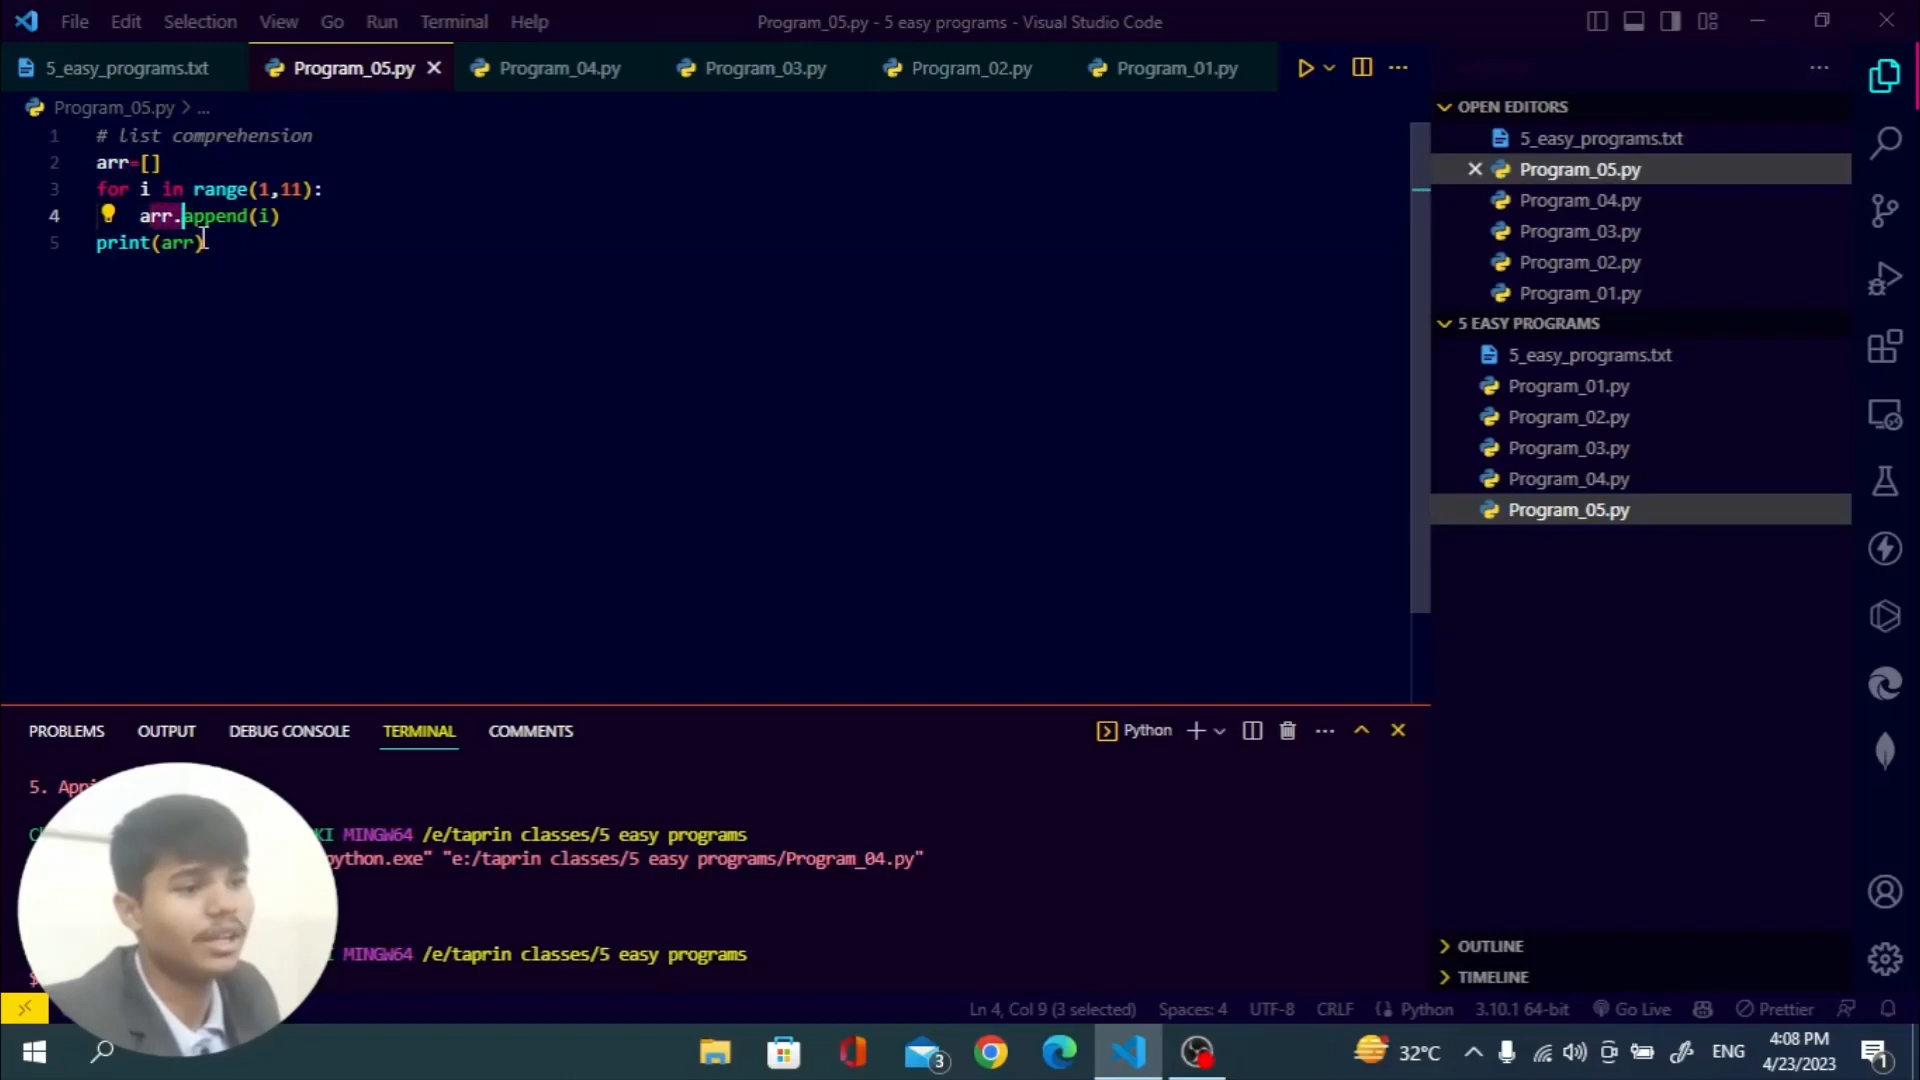 File Edit Selection View Go Run Terminal Help
Program_05.py - 5 easy programs - Visual Studio Code
5_easy_programs.txt
Program_05.py
Program_04.py
Program_03.py
Program_02.py
Program_01.py
Program_05.py > ...
1 # list comprehension
2 arr=[]
3 for i in range(1,11):
4 arr.append(i)
5 print(arr)
OPEN EDITORS
5_easy_programs.txt
Program_05.py
Program_04.py
Program_03.py
Program_02.py
Program_01.py
5 EASY PROGRAMS
5_easy_programs.txt
Program_01.py
Program_02.py
Program_03.py
Program_04.py
Program_05.py
OUTLINE
TIMELINE
PROBLEMS OUTPUT DEBUG CONSOLE TERMINAL COMMENTS
Python
5.
KI MINGW64 /e/taprin classes/5 easy programs
python.exe" "e:/taprin classes/5 easy programs/Program_04.py"
MINGW64 /e/taprin classes/5 easy programs
$
Ln 4, Col 9 (3 selected) Spaces: 4 UTF-8 CRLF Python 3.10.1 64-bit Go Live Prettier
3
32°C
ENG
4:08 PM
4/23/2023
1